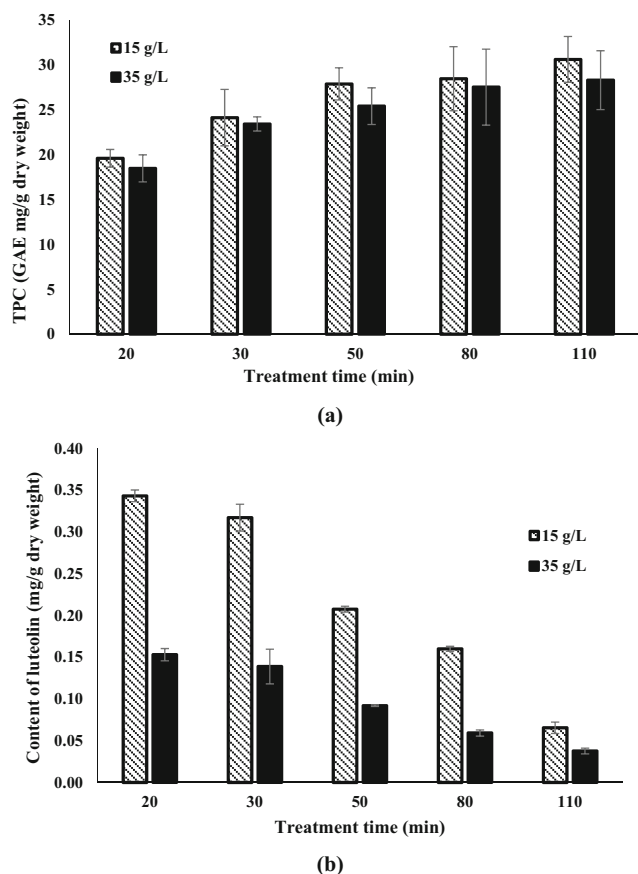 35
30
25
20
15
10
5
0
TPC (GAE mg/g dry weight)
15 g/L
35 g/L
20 30 50 80 110
Treatment time (min)
(a)
0.40
0.35
0.30
0.25
0.20
0.15
0.10
0.05
0.00
Content of luteolin (mg/g dry weight)
15 g/L
35 g/L
20 30 50 80 110
Treatment time (min)
(b)